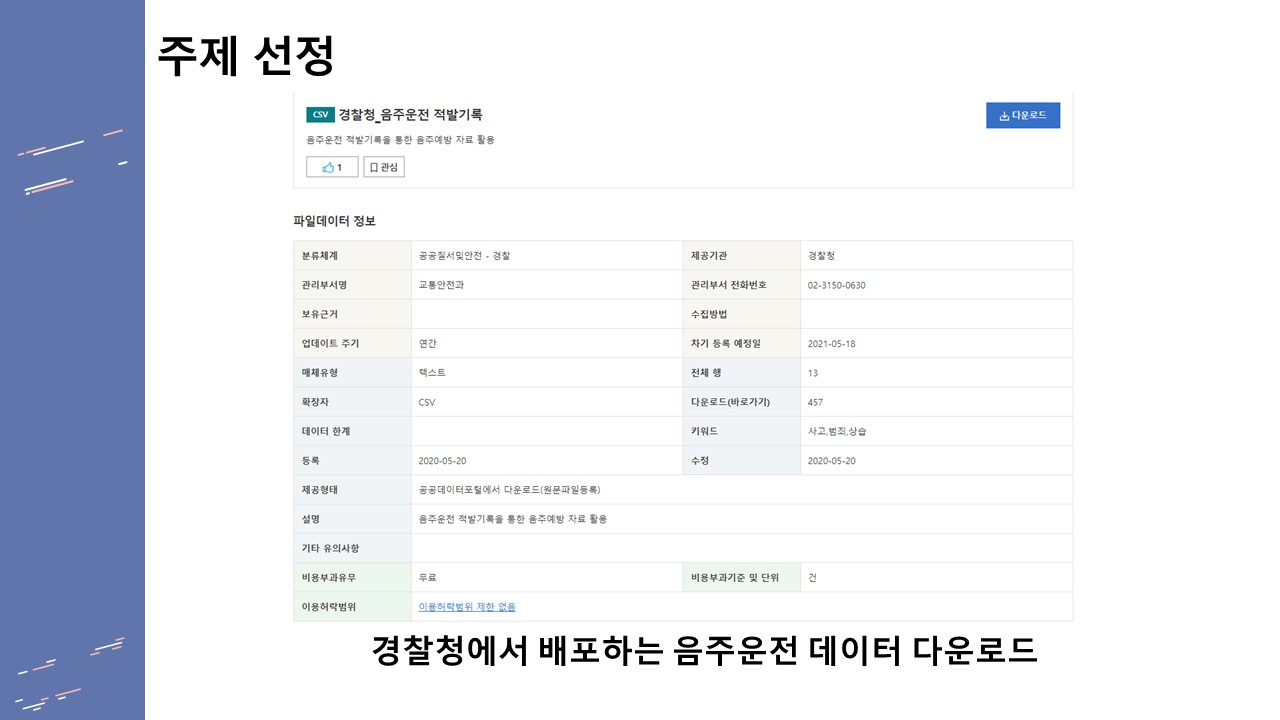 주제 선정
CSV 경찰청_음주운전 적발기록
다운로드
음주운전 적발기록을 통한 음주예방 자료 활용
1 관심
파일데이터 정보
분류체계 공공질서및안전 - 경찰 제공기관 경찰청
관리부서명 교통안전과 관리부서 전화번호 02-3150-0630
보유근거 수집방법
업데이트 주기 연간 차기 등록 예정일 2021-05-18
매체유형 텍스트 전체 행 13
확장자 CSV 다운로드(바로가기) 457
데이터 한계 키워드 사고,범죄,상습
등록 2020-05-20 수정 2020-05-20
제공형태 공공데이터포털에서 다운로드(원문파일등록)
설명 음주운전 적발기록을 통한 음주예방 자료 활용
기타 유의사항
비용부과유무 무료 비용부과기준 및 단위 건
이용허락범위 이용허락범위 제한 없음
경찰청에서 배포하는 음주운전 데이터 다운로드